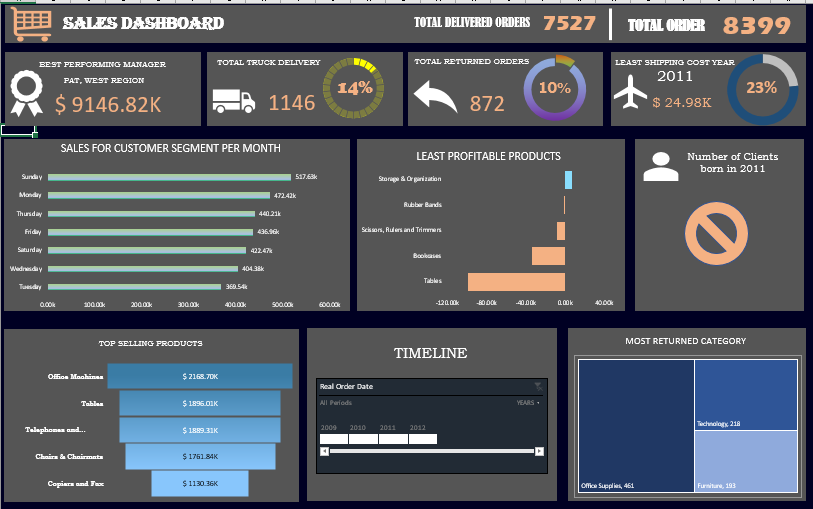 SALES DASHBOARD
TOTAL DELIVERED ORDERS 7527
TOTAL ORDER 8399
BEST PERFORMING MANAGER
PAT, WEST REGION
$ 9146.82K
TOTAL TRUCK DELIVERY
1146
14%
TOTAL RETURNED ORDERS
872
10%
LEAST SHIPPING COST YEAR
2011
$ 24.98K
23%
SALES FOR CUSTOMER SEGMENT PER MONTH
Sunday 517.63k
Monday 472.42k
Thursday 440.21k
Friday 436.96k
Saturday 422.47k
Wednesday 404.38k
Tuesday 369.54k
0.00k 100.00k 200.00k 300.00k 400.00k 500.00k 600.00k
LEAST PROFITABLE PRODUCTS
Storage & Organization
Rubber Bands
Scissors, Rulers and Trimmers
Bookcases
Tables
-120.00k -80.00k -40.00k 0.00k 40.00k
Number of Clients
born in 2011
TOP SELLING PRODUCTS
Office Machines $ 2168.70K
Tables $ 1896.01K
Telephones and... $ 1889.31K
Chairs & Chairmats $ 1761.84K
Copiers and Fax $ 1130.36K
TIMELINE
Real Order Date
All Periods YEARS
2009 2010 2011 2012
MOST RETURNED CATEGORY
Office Supplies, 461
Technology, 218
Furniture, 193